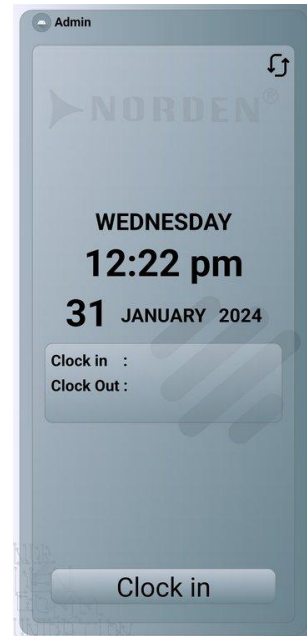 Admin
NORDEN®
WEDNESDAY
12:22 pm
31 JANUARY 2024
Clock in :
Clock Out :
Clock in